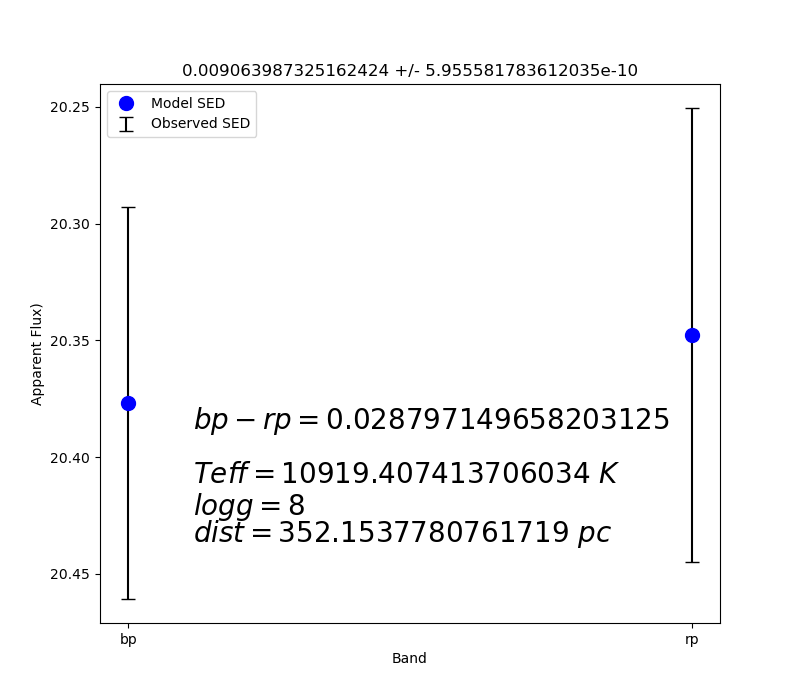 0.009063987325162424 +/- 5.955581783612035e-10
Model SED
Observed SED
20.25
20.30
20.35
20.40
20.45
Apparent Flux)
bp − rp = 0.028797149658203125
Teff = 10919.407413706034 K
logg = 8
dist = 352.1537780761719 pc
bp
rp
Band